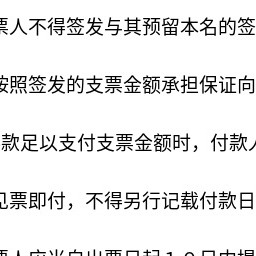 票人不得签发与其预留本名的签
按照签发的支票金额承担保证向
款足以支付支票金额时，付款人
见票即付，不得另行记载付款日